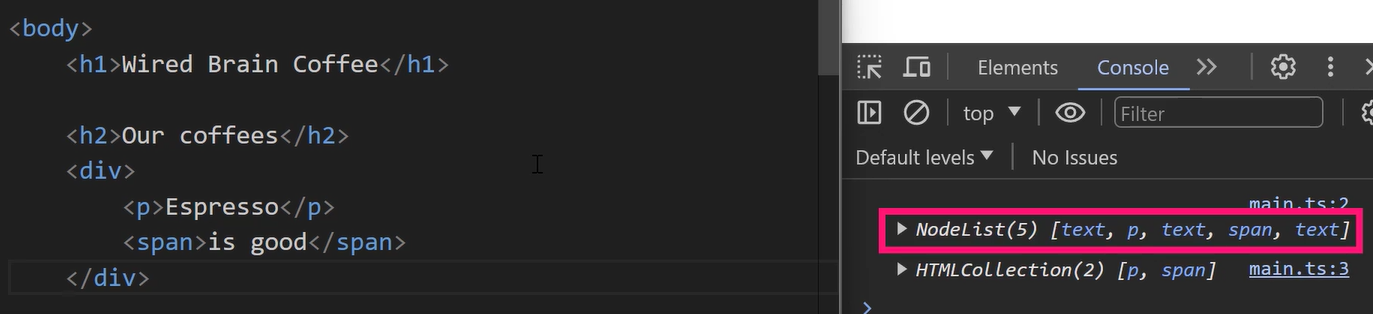 <body>
<h1>Wired Brain Coffee</h1>
<h2>Our coffees</h2>
<div>
<p>Espresso</p>
<span>is good</span>
</div>
Elements Console
top Filter
Default levels No Issues
main.ts:2
NodeList(5) [text, p, text, span, text]
HTMLCollection(2) [p, span] main.ts:3